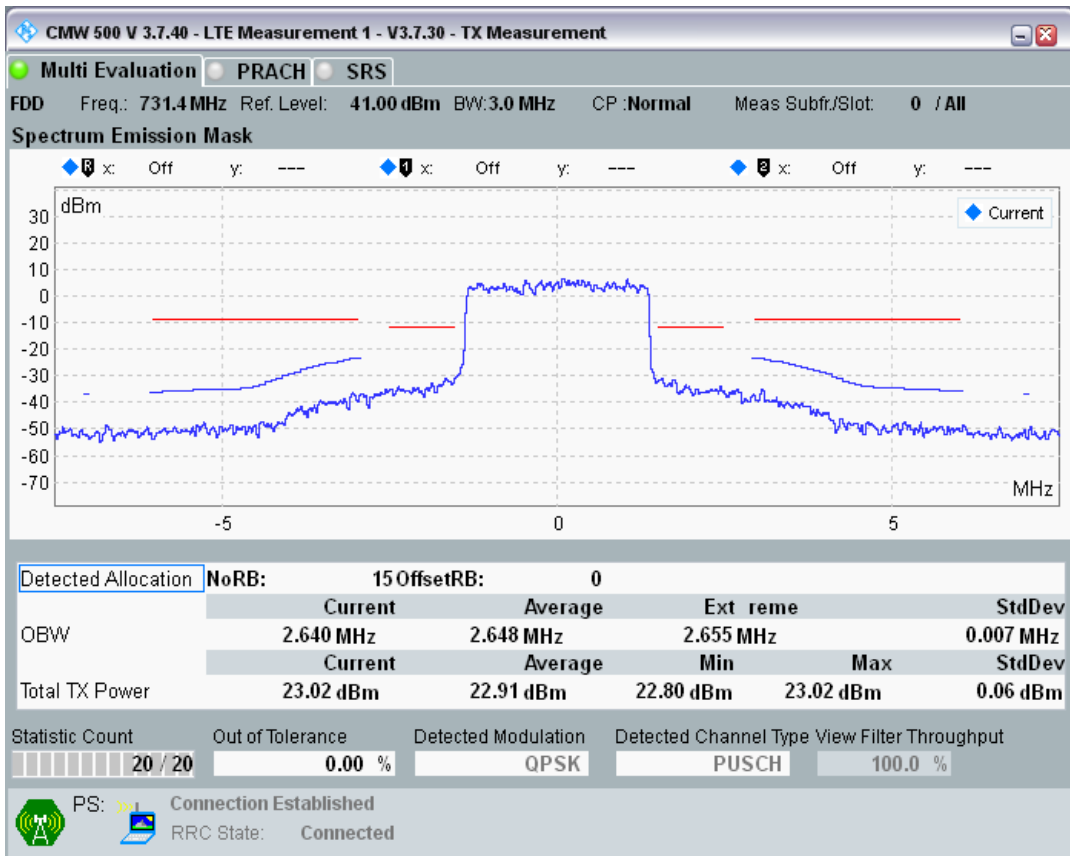 CMW 500 V 3.7.40 - LTE Measurement 1 - V3.7.30 - TX Measurement
Multi Evaluation PRACH SRS
FDD Freq.: 731.4 MHz Ref. Level: 41.00 dBm BW: 3.0 MHz CP : Normal Meas Subfr./Slot: 0 / All
Spectrum Emission Mask
R x: Off y: --- 1 x: Off y: --- 2 x: Off y: ---
dBm
Current
30
20
10
0
-10
-20
-30
-40
-50
-60
-70
MHz
-5 0 5
Detected Allocation NoRB: 15 OffsetRB: 0
Current Average Ext reme StdDev
OBW 2.640 MHz 2.648 MHz 2.655 MHz 0.007 MHz
Current Average Min Max StdDev
Total TX Power 23.02 dBm 22.91 dBm 22.80 dBm 23.02 dBm 0.06 dBm
Statistic Count Out of Tolerance Detected Modulation Detected Channel Type View Filter Throughput
20 / 20 0.00 % QPSK PUSCH 100.0 %
PS: Connection Established
RRC State: Connected